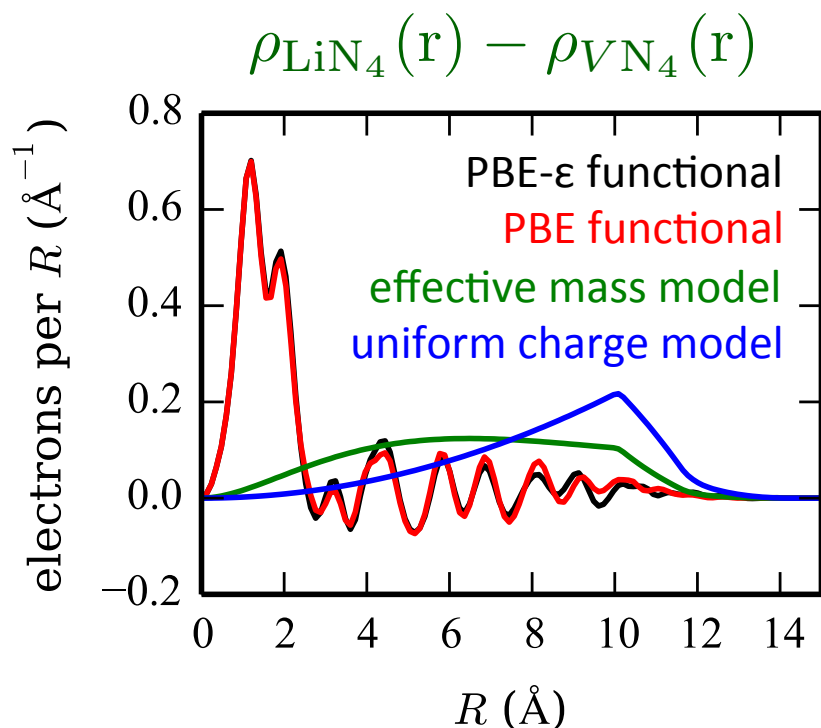 ρLiN₄(r) − ρVN₄(r)
electrons per R (Å⁻¹)
0.8
0.6
0.4
0.2
0.0
−0.2
PBE-ε functional
PBE functional
effective mass model
uniform charge model
0 2 4 6 8 10 12 14
R (Å)